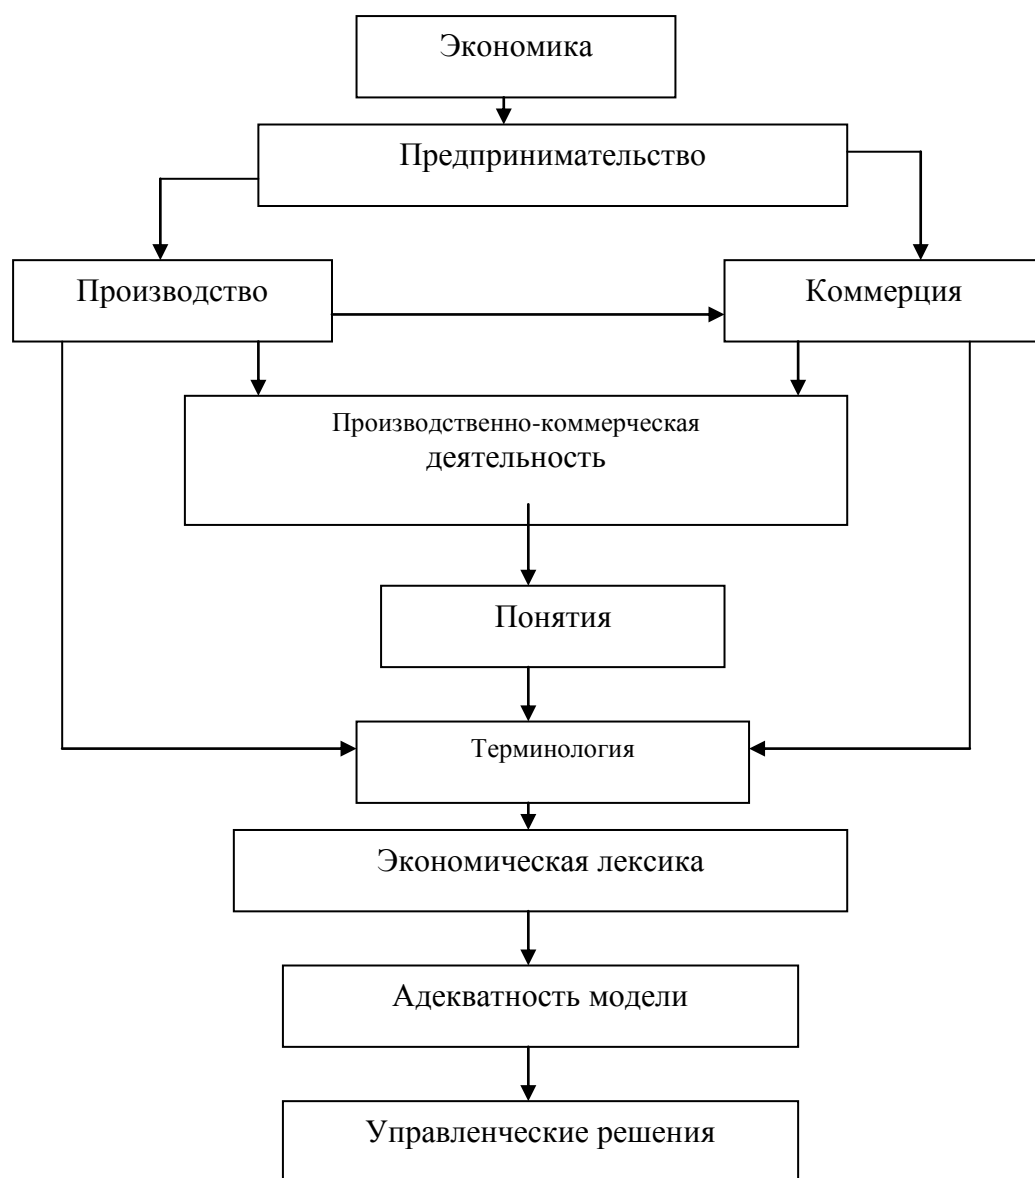 Экономика
Предпринимательство
Производство
Коммерция
Производственно-коммерческая
деятельность
Понятия
Терминология
Экономическая лексика
Адекватность модели
Управленческие решения